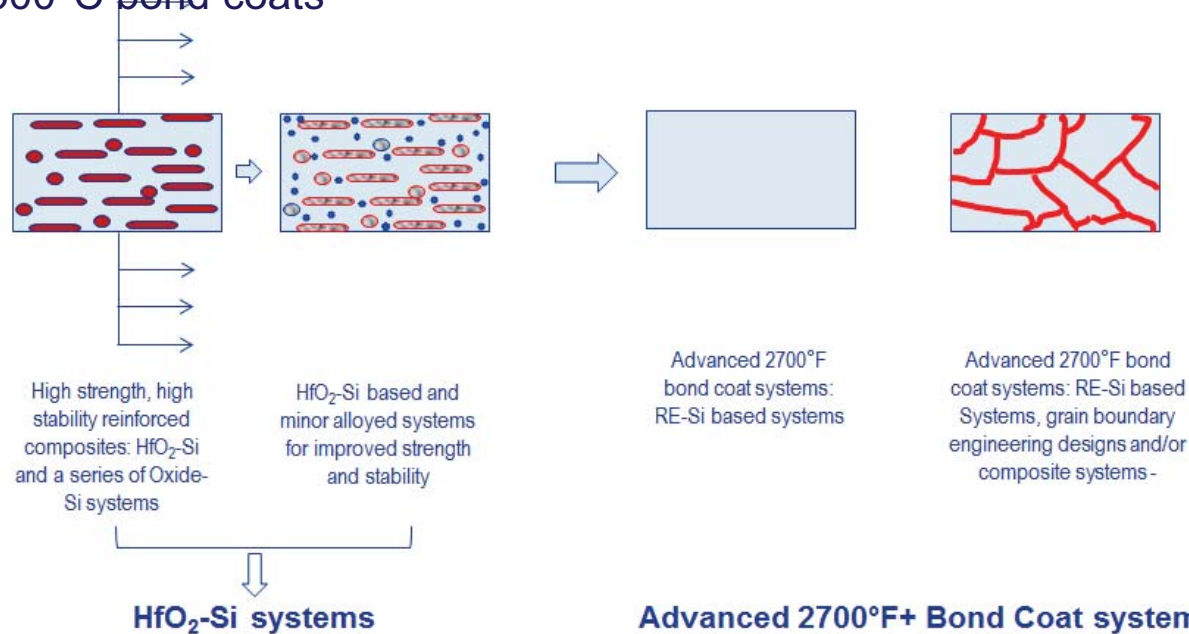 bond coats
High strength, high
stability reinforced
composites: HfO₂-Si
and a series of Oxide-
Si systems
HfO₂-Si based and
minor alloyed systems
for improved strength
and stability
Advanced 2700°F
bond coat systems:
RE-Si based systems
Advanced 2700°F bond
coat systems: RE-Si based
Systems, grain boundary
engineering designs and/or
composite systems -
HfO₂-Si systems
Advanced 2700°F+ Bond Coat system